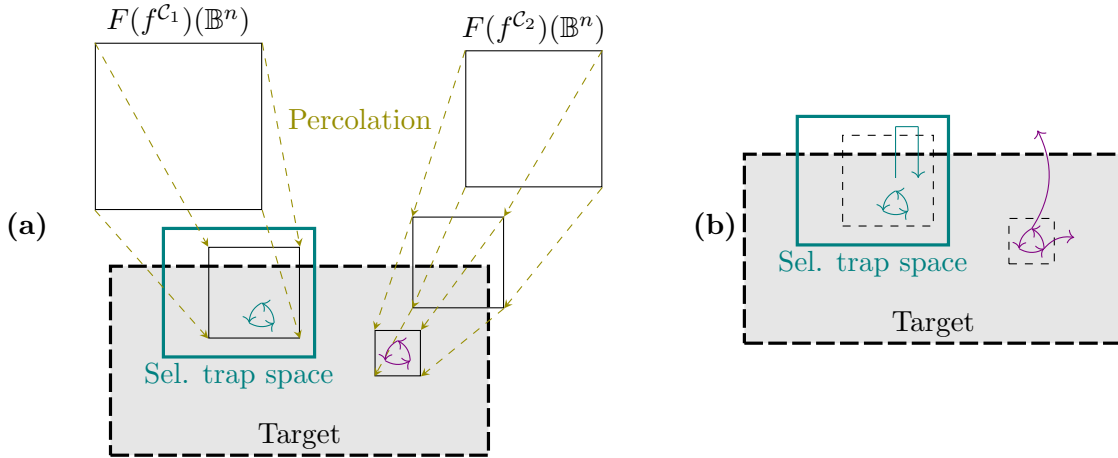 F(f^{C_1})(𝔹^n) F(f^{C_2})(𝔹^n)
Percolation
(a)
Sel. trap space
Target
(b)
Sel. trap space
Target